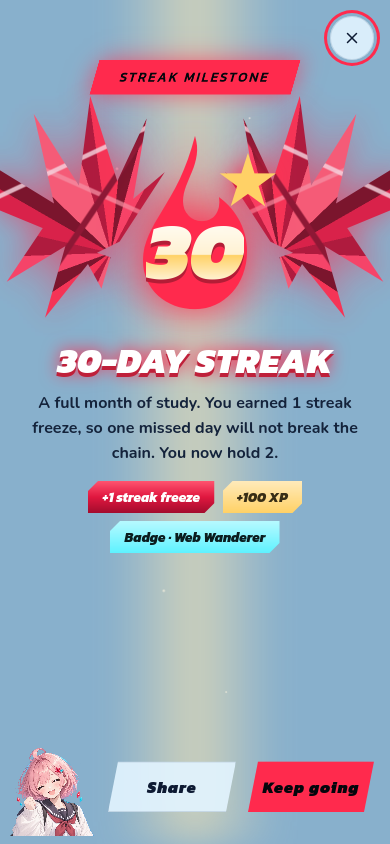 STREAK MILESTONE
30
30-DAY STREAK
A full month of study. You earned 1 streak
freeze, so one missed day will not break the
chain. You now hold 2.
+1 streak freeze
+100 XP
Badge · Web Wanderer
Share
Keep going